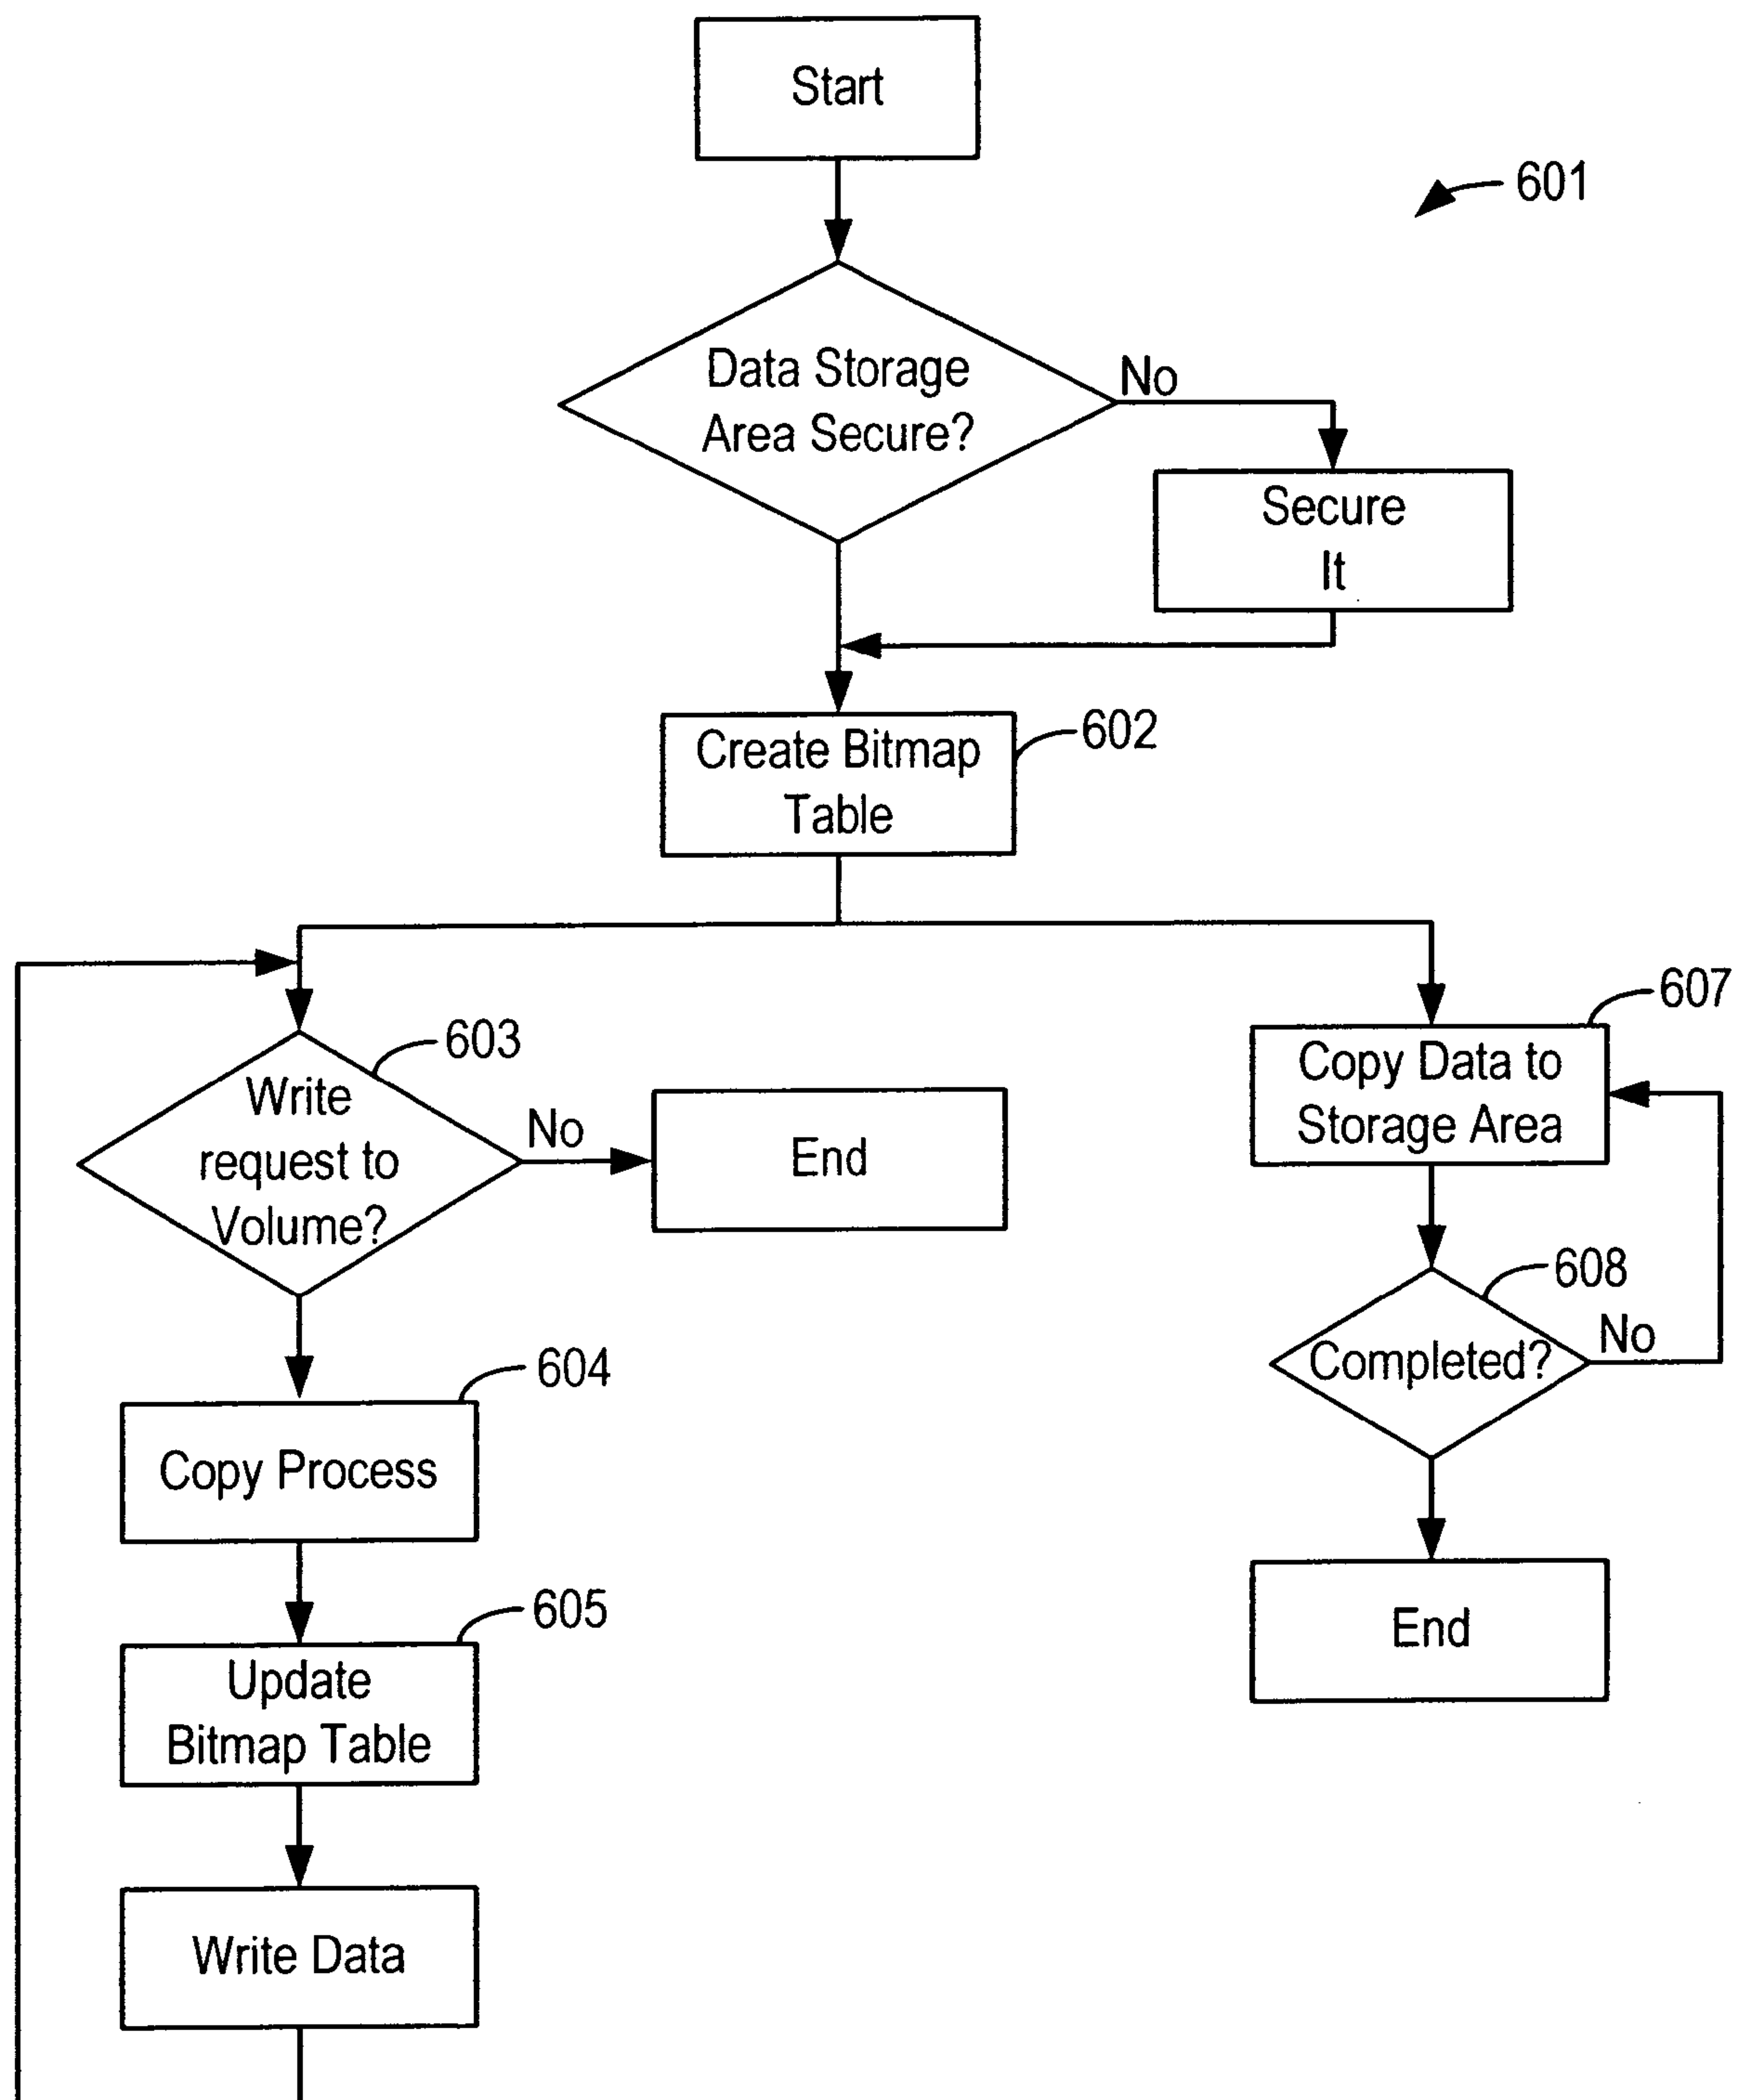 Start
601
Data Storage
Area Secure?
No
Secure
It
Create Bitmap
Table
602
603
Write
request to
Volume?
No
End
604
Copy Process
605
Update
Bitmap Table
Write Data
607
Copy Data to
Storage Area
608
Completed?
No
End